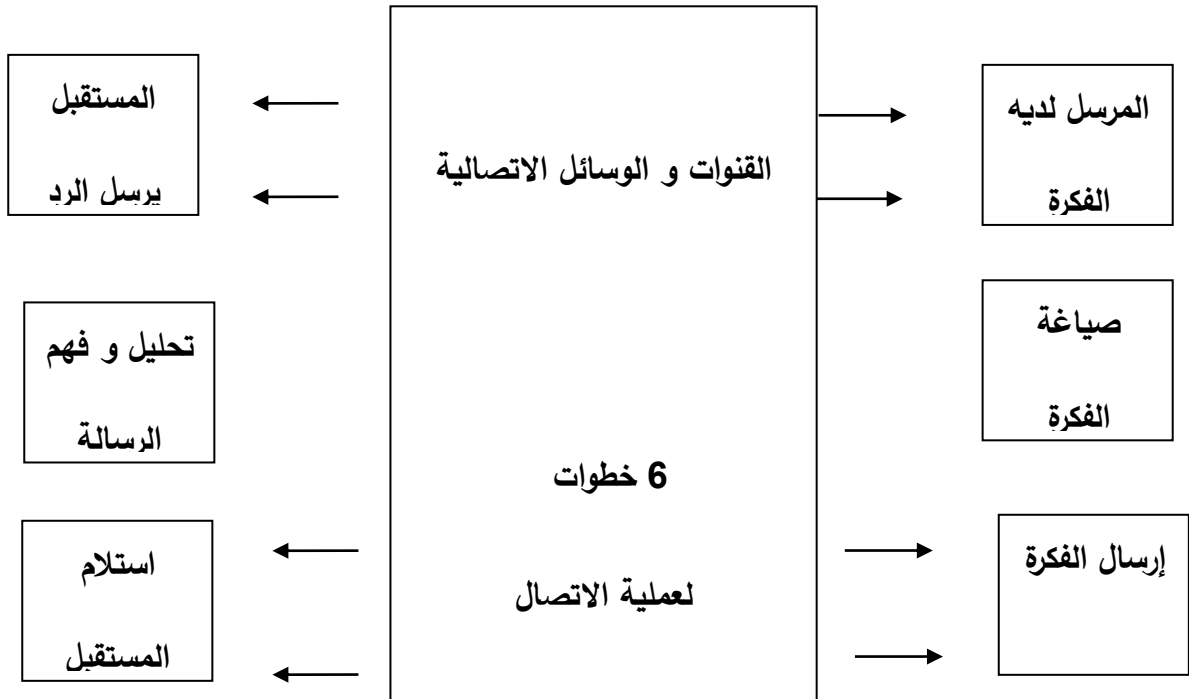 المرسل لديه
الفكرة
صياغة
الفكرة
إرسال الفكرة
القنوات و الوسائل الاتصالية
6 خطوات
لعملية الاتصال
المستقبل
يرسل الرد
تحليل و فهم
الرسالة
استلام
المستقبل